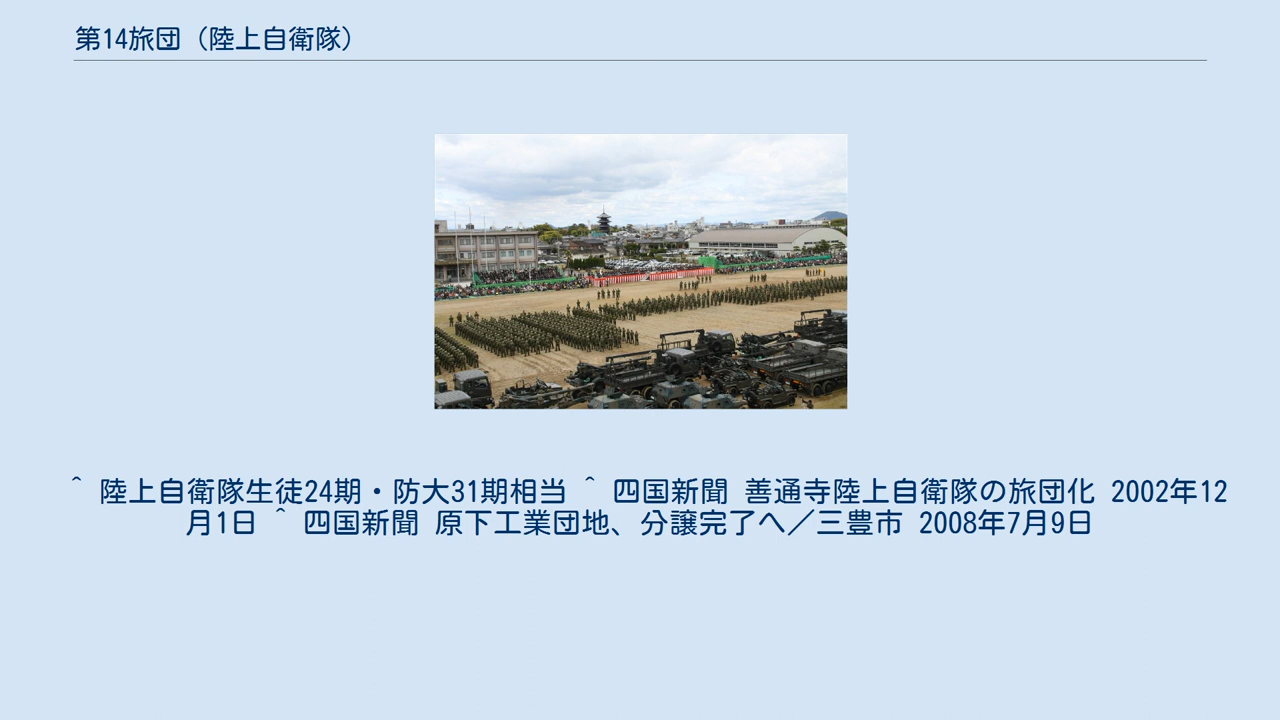 第14旅団（陸上自衛隊）
^ 陸上自衛隊生徒24期・防大31期相当 ^ 四国新聞 善通寺陸上自衛隊の旅団化 2002年12
月1日 ^ 四国新聞 原下工業団地、分譲完了へ／三豊市 2008年7月9日